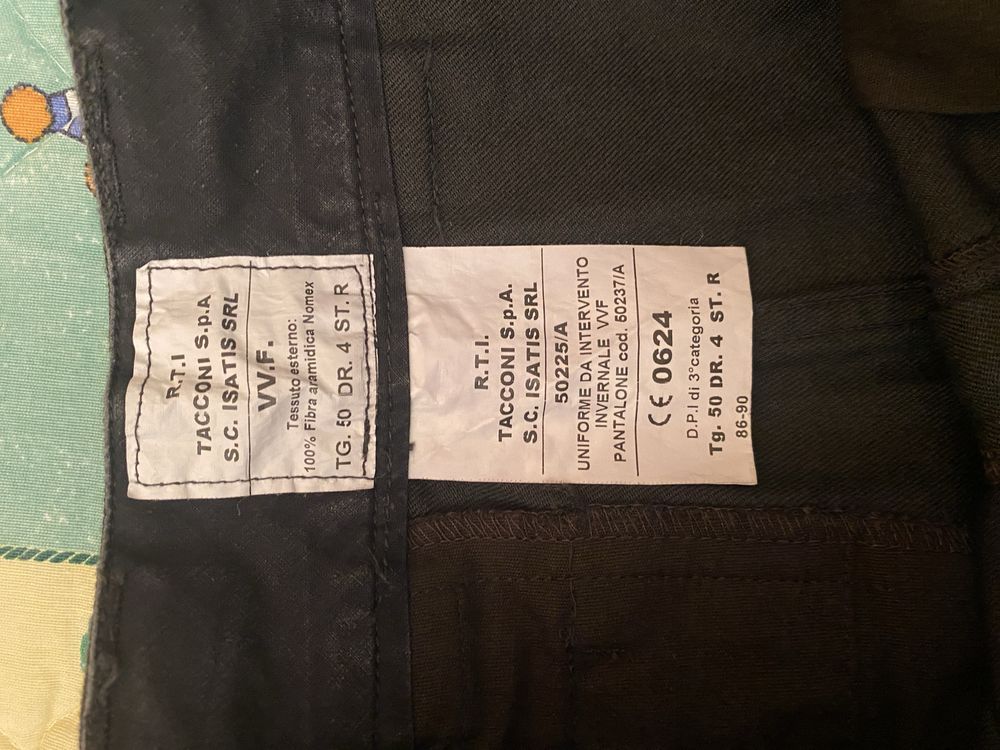 R.T.I
TACCONI S.p.A
S.C. ISATIS SRL
VV.F.
Tessuto esterno:
100% Fibra aramidica Nomex
TG. 50 DR. 4 ST. R
R.T.I.
TACCONI S.p.A.
S.C. ISATIS SRL
50225/A
UNIFORME DA INTERVENTO
INVERNALE VVF
PANTALONE cod. 50237/A
CE 0624
D.P.I di 3°categoria
Tg. 50 DR. 4 ST. R
86-90